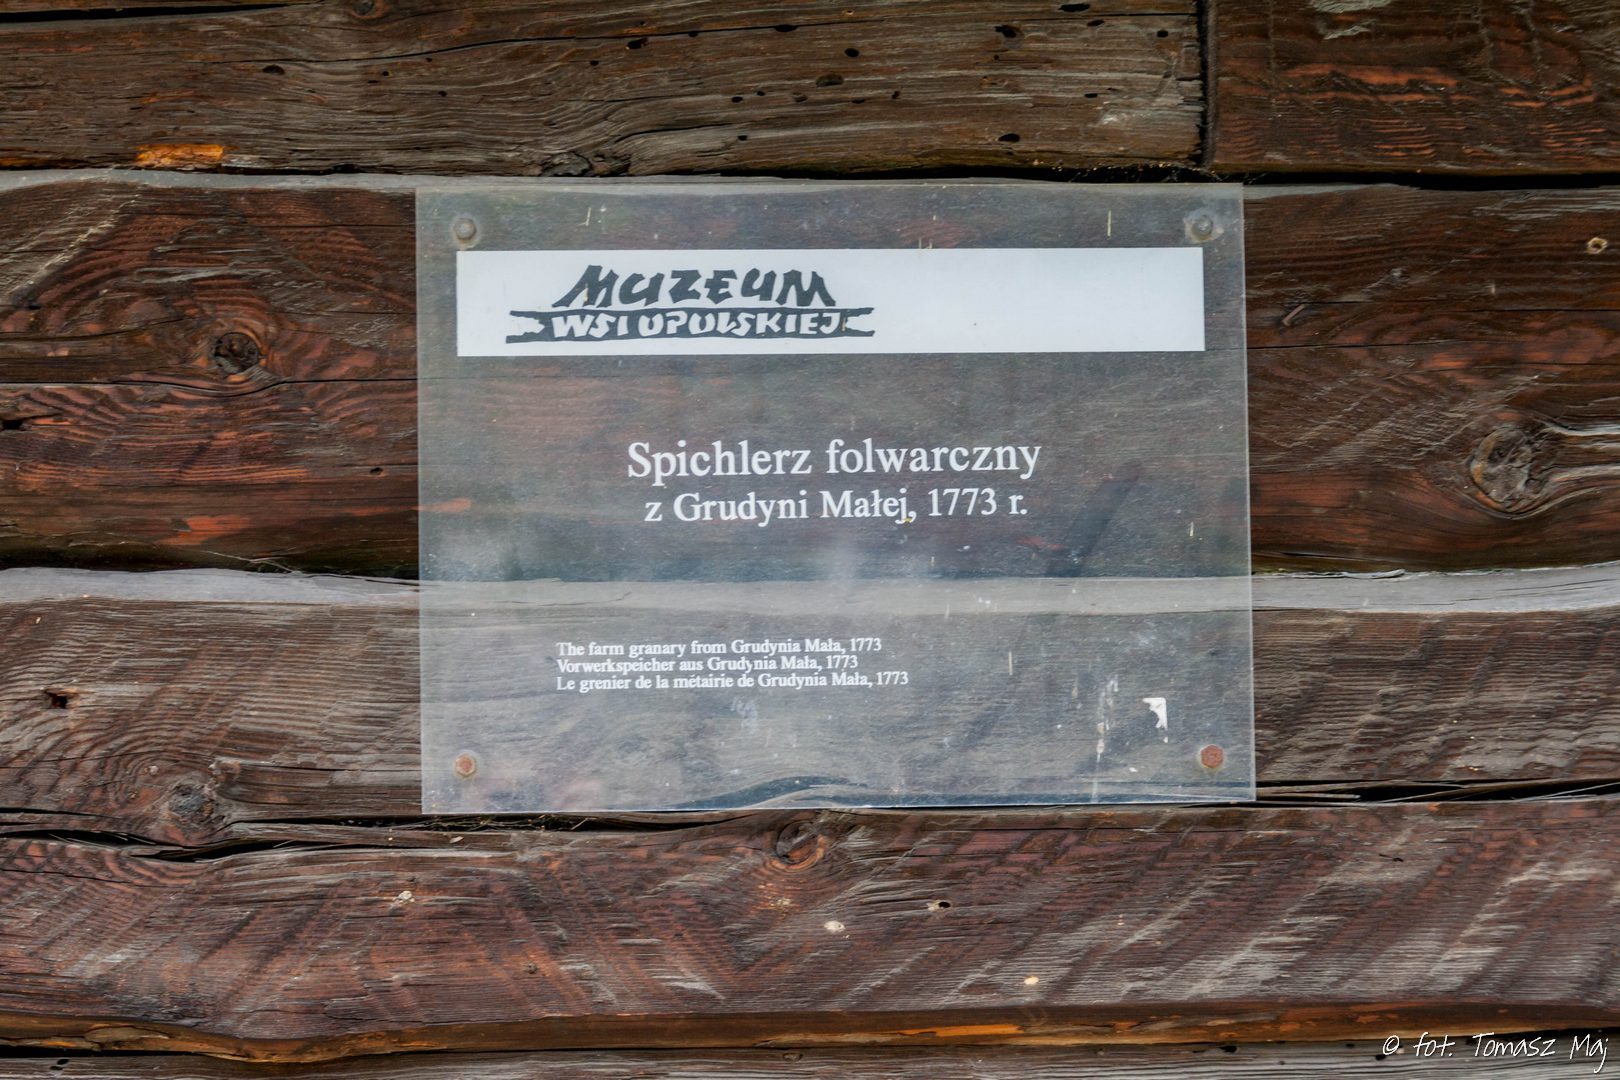 MUZEUM
WSI OPOLSKIEJ
Spichlerz folwarczny
z Grudyni Małej, 1773 r.
The farm granary from Grudynia Mała, 1773
Vorwerkspeicher aus Grudynia Mała, 1773
Le grenier de la métairie de Grudynia Mała, 1773
© fot. Tomasz Maj